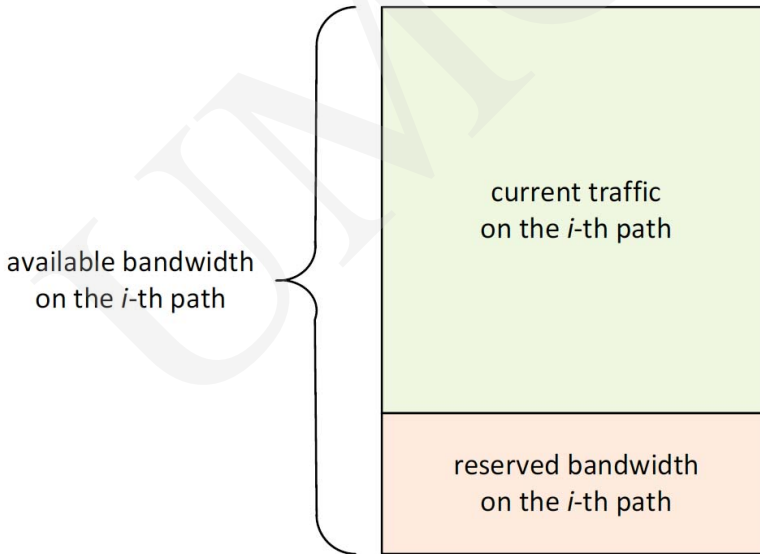 available bandwidth
on the i-th path
current traffic
on the i-th path
reserved bandwidth
on the i-th path